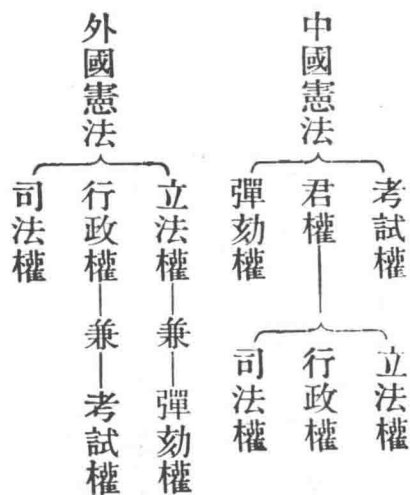 中國憲法
考試權
君權
彈劾權
立法權
行政權
司法權
外國憲法
立法權
兼
彈劾權
行政權
兼
考試權
司法權